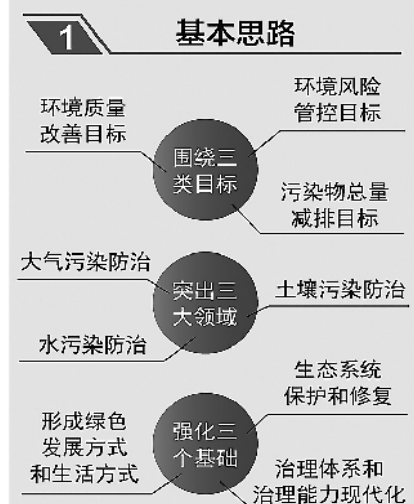 1 基本思路
环境质量
改善目标
环境风险
管控目标
围绕三
类目标
污染物总量
减排目标
大气污染防治
突出三
大领域
土壤污染防治
水污染防治
生态系统
保护和修复
形成绿色
发展方式
和生活方式
强化三
个基础
治理体系和
治理能力现代化